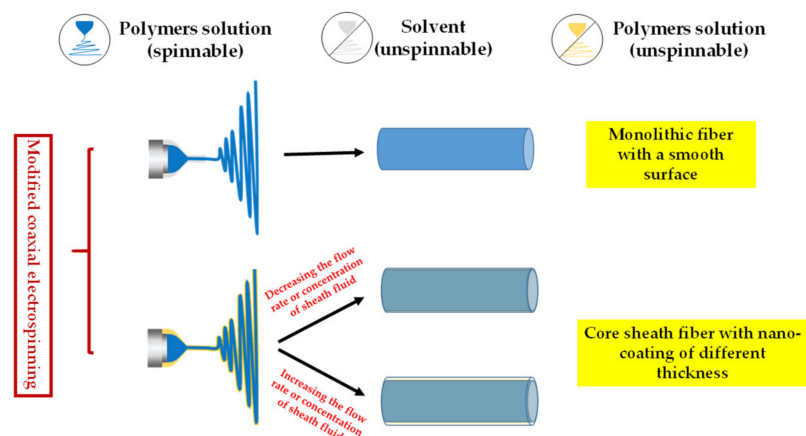 Polymers solution
(spinnable)
Solvent
(unspinnable)
Polymers solution
(unspinnable)
Modified coaxial electrospinning
Monolithic fiber
with a smooth
surface
Decreasing the flow
rate or concentration
of sheath fluid
Increasing the flow
rate or concentration
of sheath fluid
Core sheath fiber with nano-
coating of different
thickness